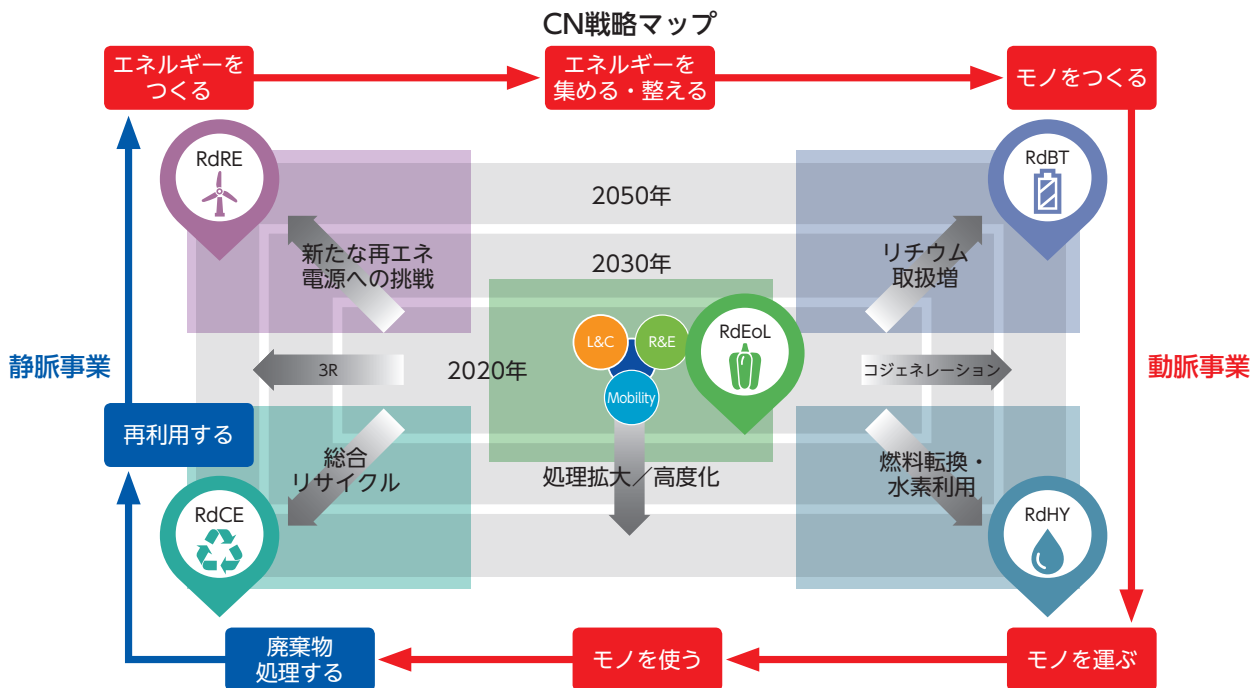 CN戦略マップ
エネルギーを
つくる
エネルギーを
集める・整える
モノをつくる
RdRE
RdBT
2050年
新たな再エネ
電源への挑戦
2030年
リチウム
取扱増
RdEoL
L&C
R&E
Mobility
静脈事業
3R
2020年
コジェネレーション
動脈事業
再利用する
総合
リサイクル
処理拡大／高度化
燃料転換・
水素利用
RdCE
RdHY
廃棄物
処理する
モノを使う
モノを運ぶ